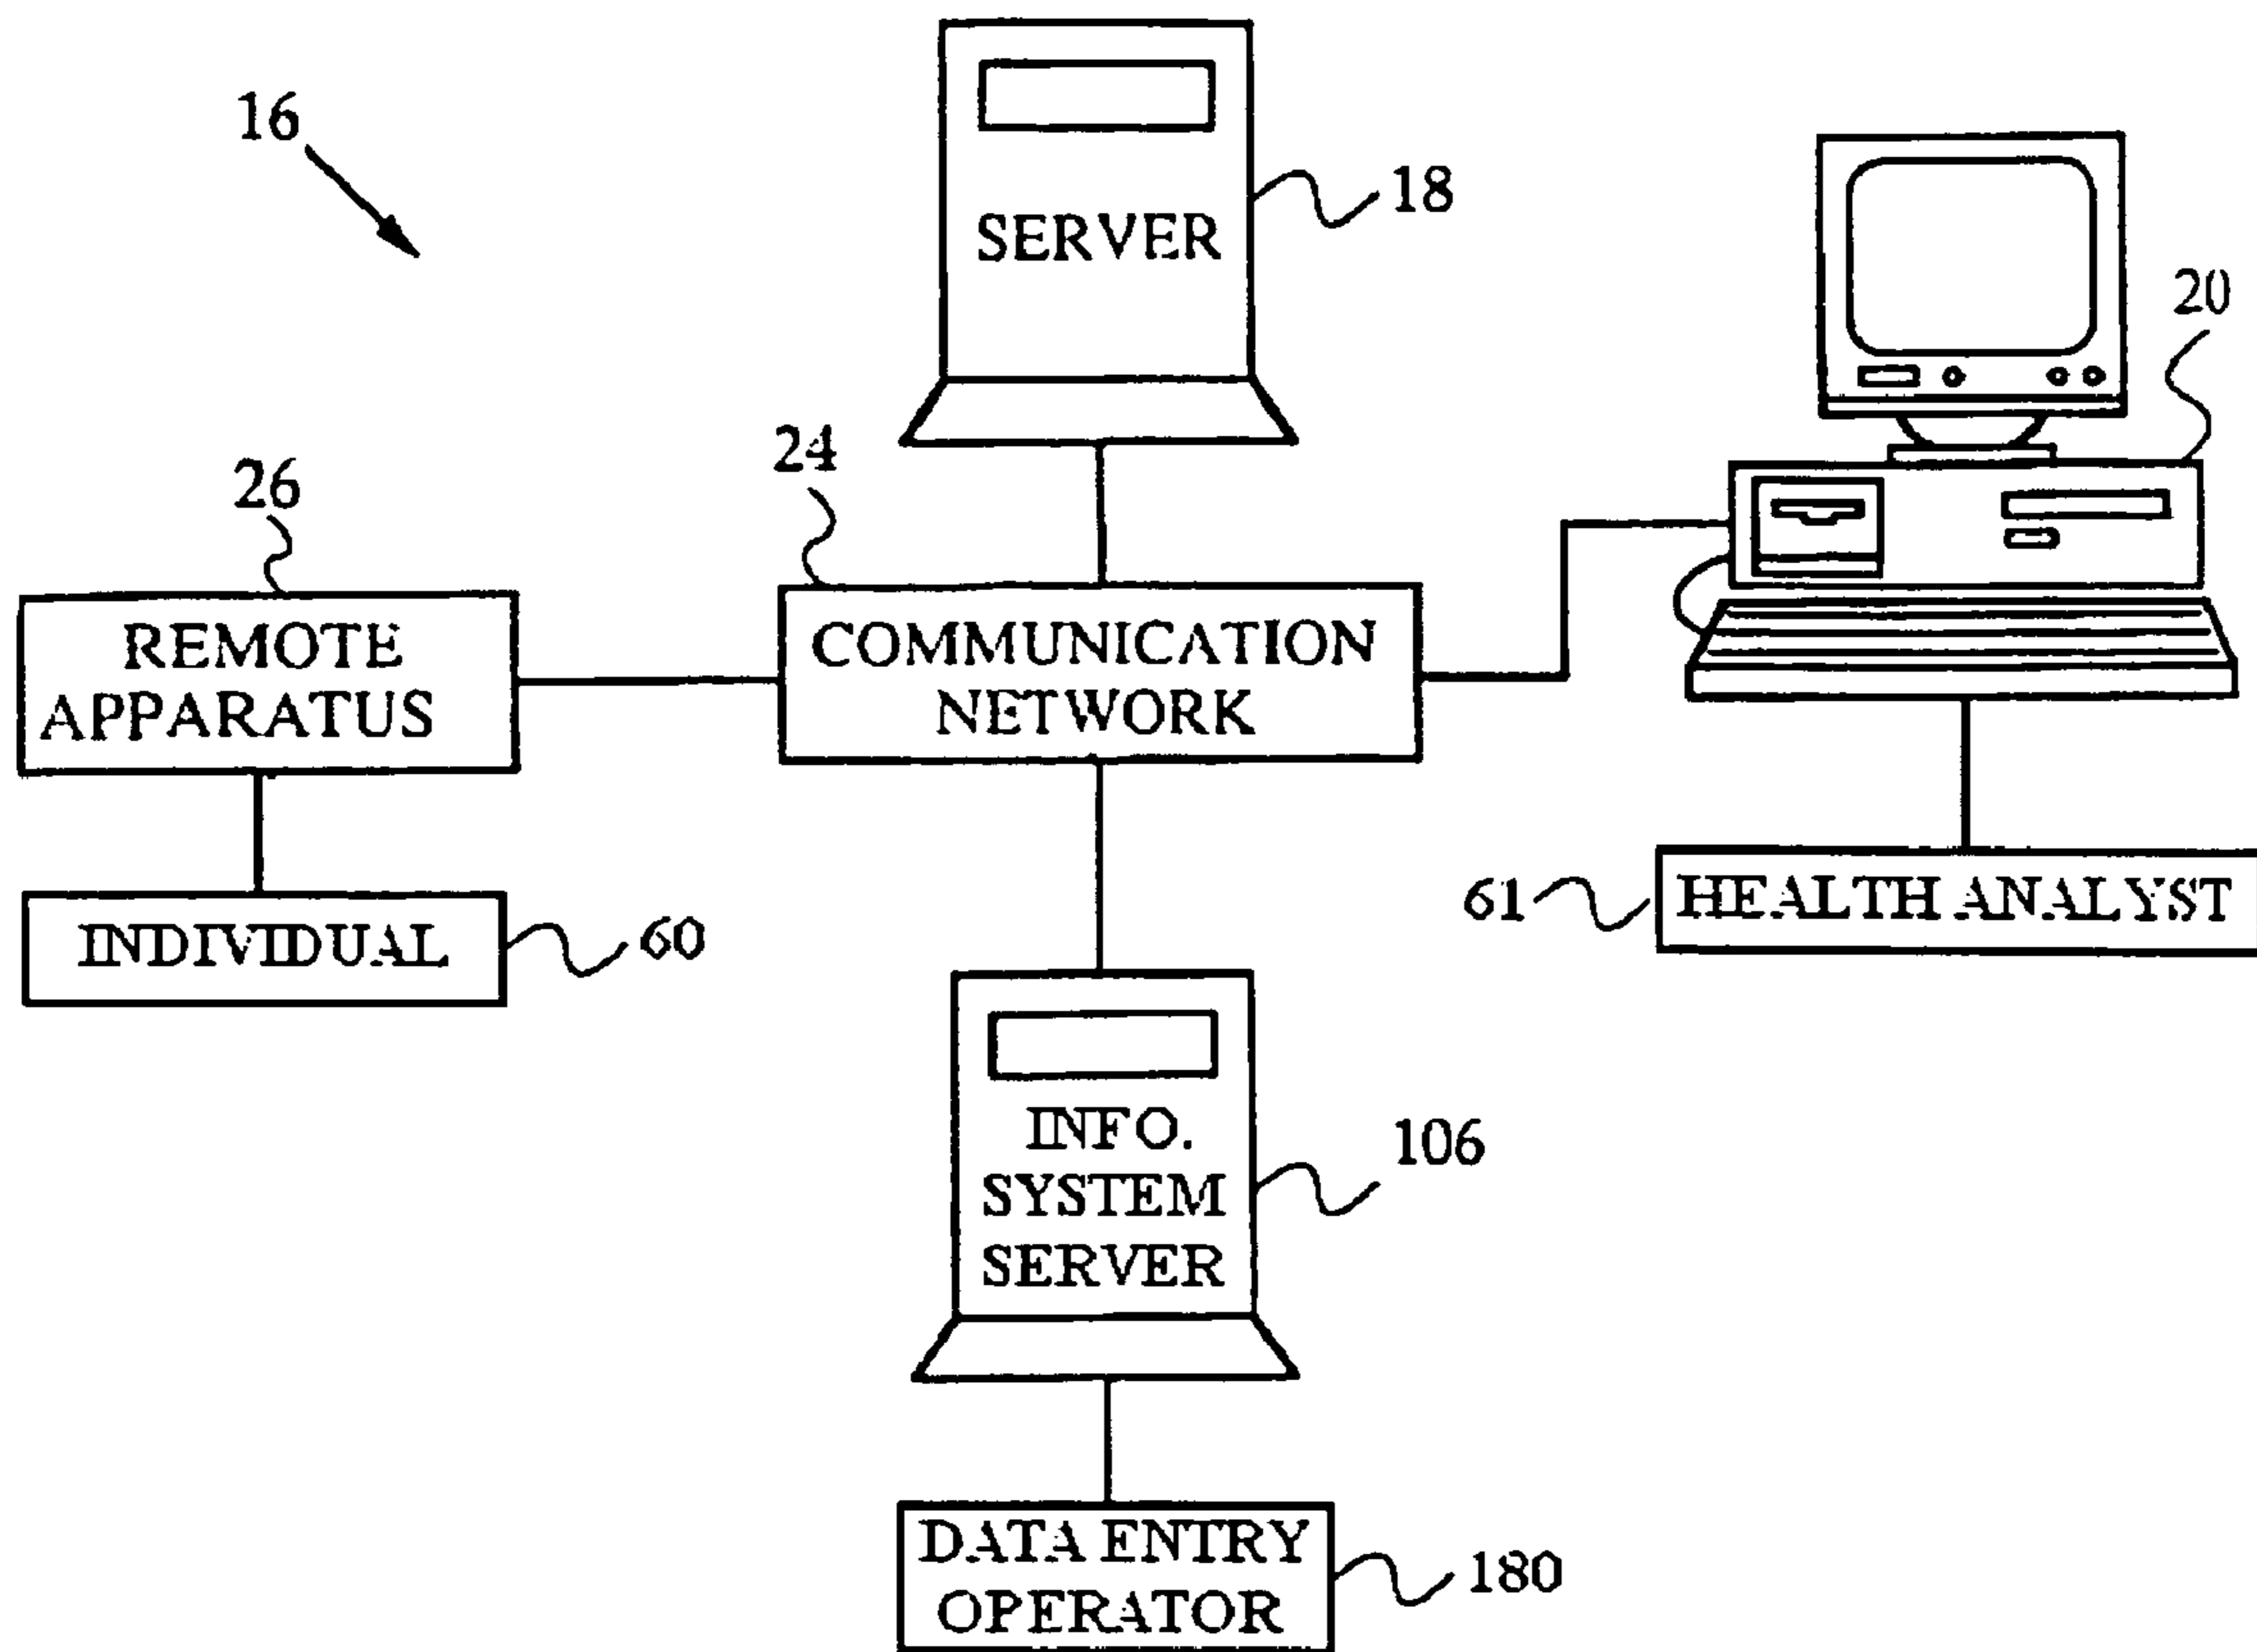 16
SERVER
18
20
24
26
REMOTE
APPARATUS
COMMUNICATION
NETWORK
INDIVIDUAL
60
61
HEALTH ANALYST
INFO.
SYSTEM
SERVER
106
DATA ENTRY
OPERATOR
180